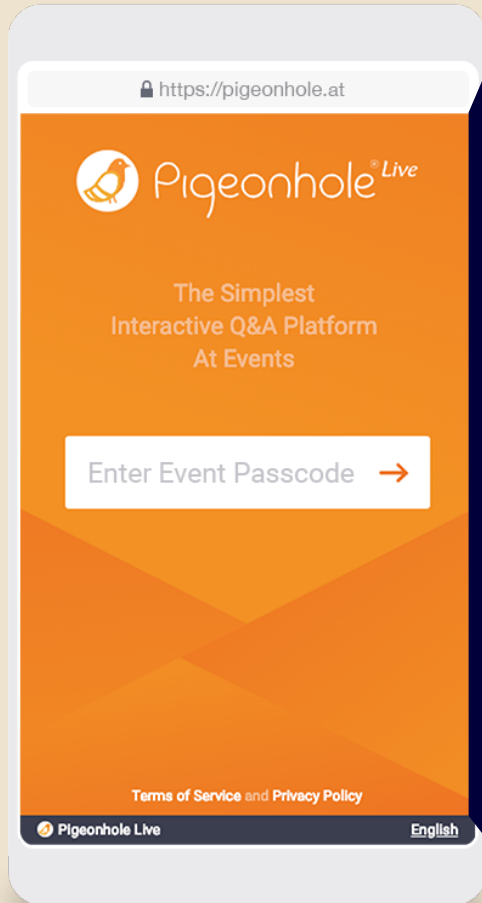 https://pigeonhole.at
Pigeonhole® Live
The Simplest
Interactive Q&A Platform
At Events
Enter Event Passcode →
Terms of Service and Privacy Policy
Pigeonhole Live English